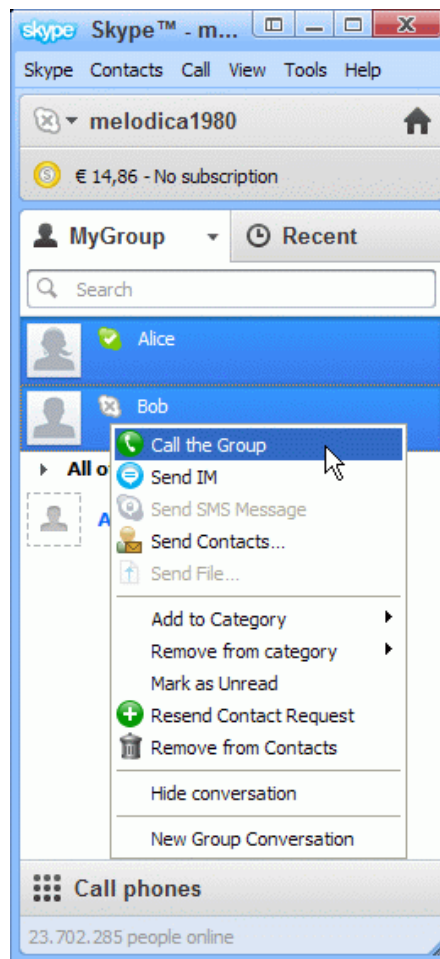 skype Skype™ - m...
Skype Contacts Call View Tools Help
melodica1980
€ 14,86 - No subscription
MyGroup Recent
Search
Alice
Bob
Call the Group
All o
Send IM
Send SMS Message
A
Send Contacts...
Send File...
Add to Category
Remove from category
Mark as Unread
Resend Contact Request
Remove from Contacts
Hide conversation
New Group Conversation
Call phones
23.702.285 people online